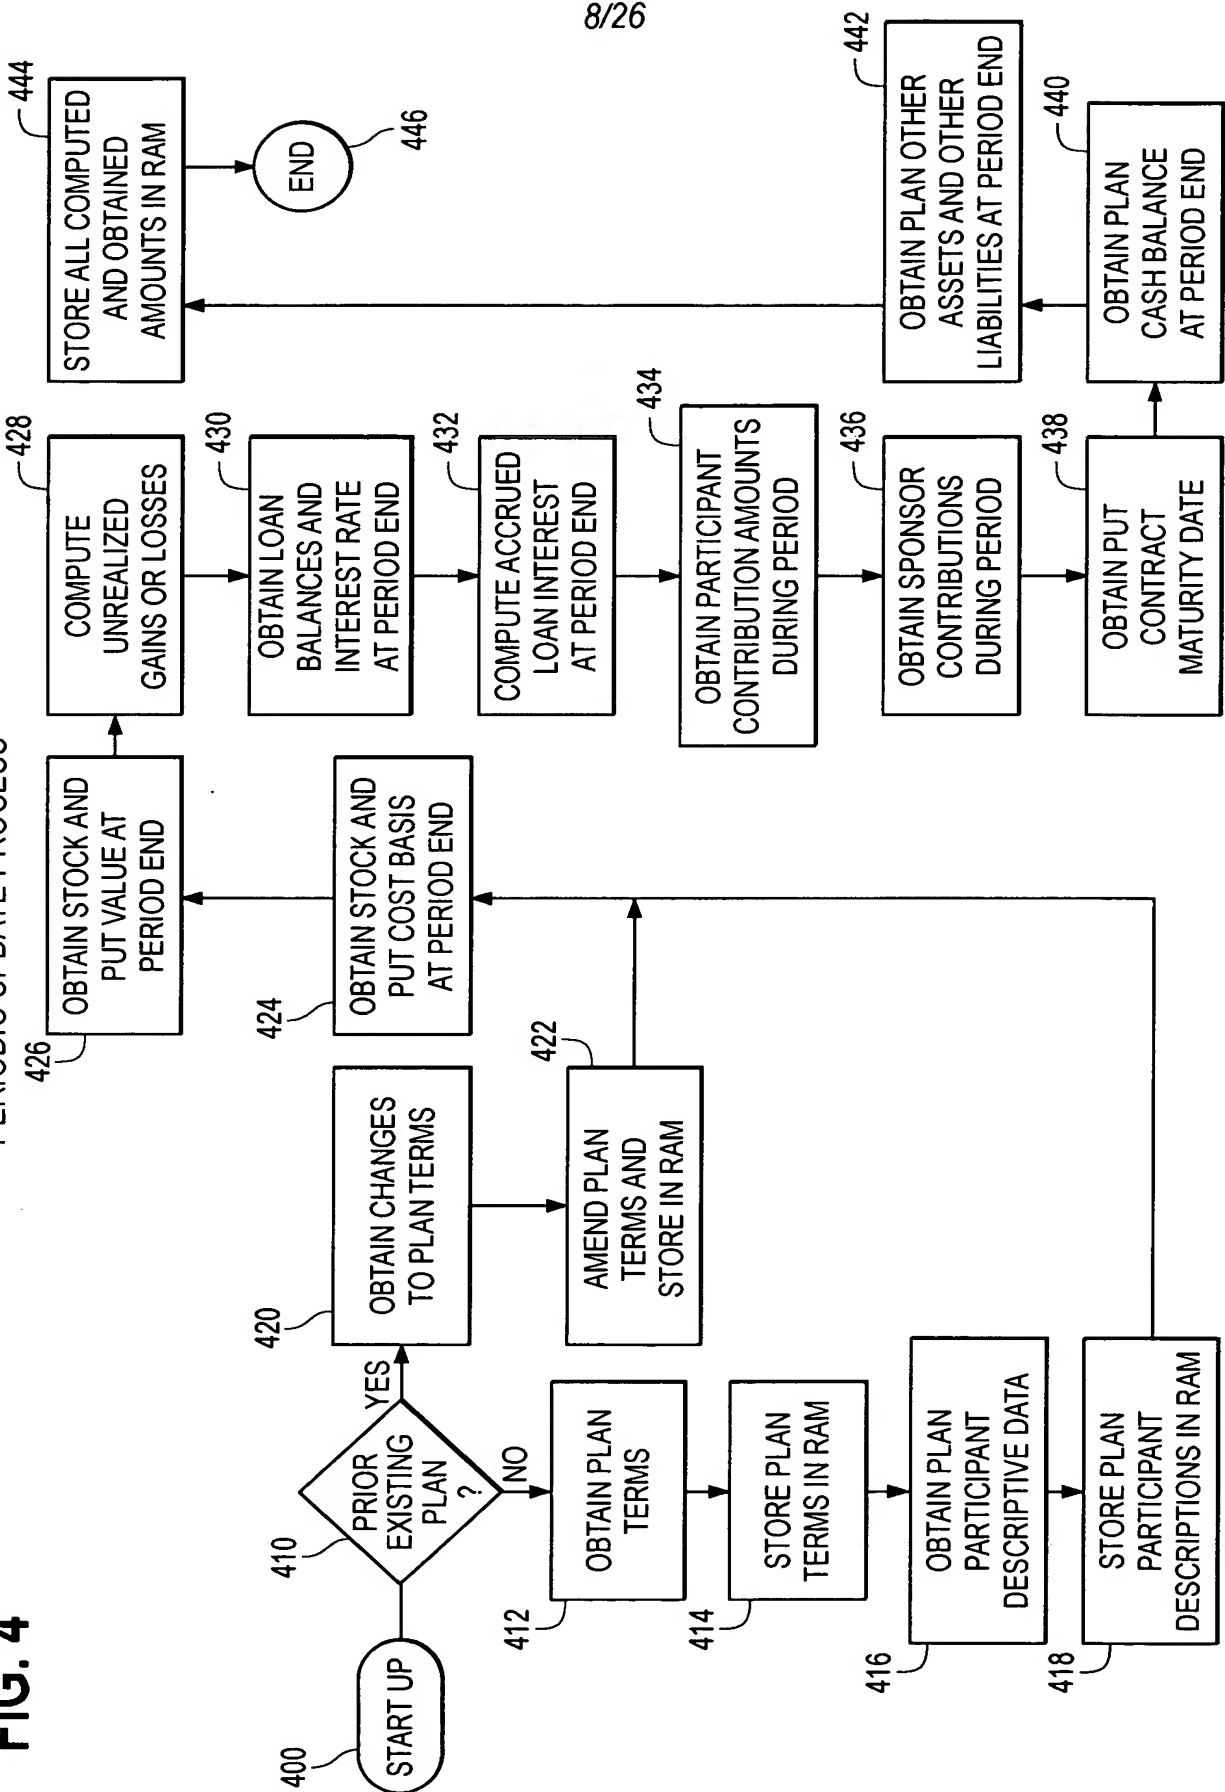 8/26
FIG. 4
PERIODIC UPDATE PROCESS
400
START UP
410
PRIOR
EXISTING
PLAN
?
YES
NO
412
OBTAIN PLAN
TERMS
414
STORE PLAN
TERMS IN RAM
416
OBTAIN PLAN
PARTICIPANT
DESCRIPTIVE DATA
418
STORE PLAN
PARTICIPANT
DESCRIPTIONS IN RAM
420
OBTAIN CHANGES
TO PLAN TERMS
422
AMEND PLAN
TERMS AND
STORE IN RAM
424
OBTAIN STOCK AND
PUT COST BASIS
AT PERIOD END
426
OBTAIN STOCK AND
PUT VALUE AT
PERIOD END
428
COMPUTE
UNREALIZED
GAINS OR LOSSES
430
OBTAIN LOAN
BALANCES AND
INTEREST RATE
AT PERIOD END
432
COMPUTE ACCRUED
LOAN INTEREST
AT PERIOD END
434
OBTAIN PARTICIPANT
CONTRIBUTION AMOUNTS
DURING PERIOD
436
OBTAIN SPONSOR
CONTRIBUTIONS
DURING PERIOD
438
OBTAIN PUT
CONTRACT
MATURITY DATE
440
OBTAIN PLAN
CASH BALANCE
AT PERIOD END
442
OBTAIN PLAN OTHER
ASSETS AND OTHER
LIABILITIES AT PERIOD END
444
STORE ALL COMPUTED
AND OBTAINED
AMOUNTS IN RAM
446
END